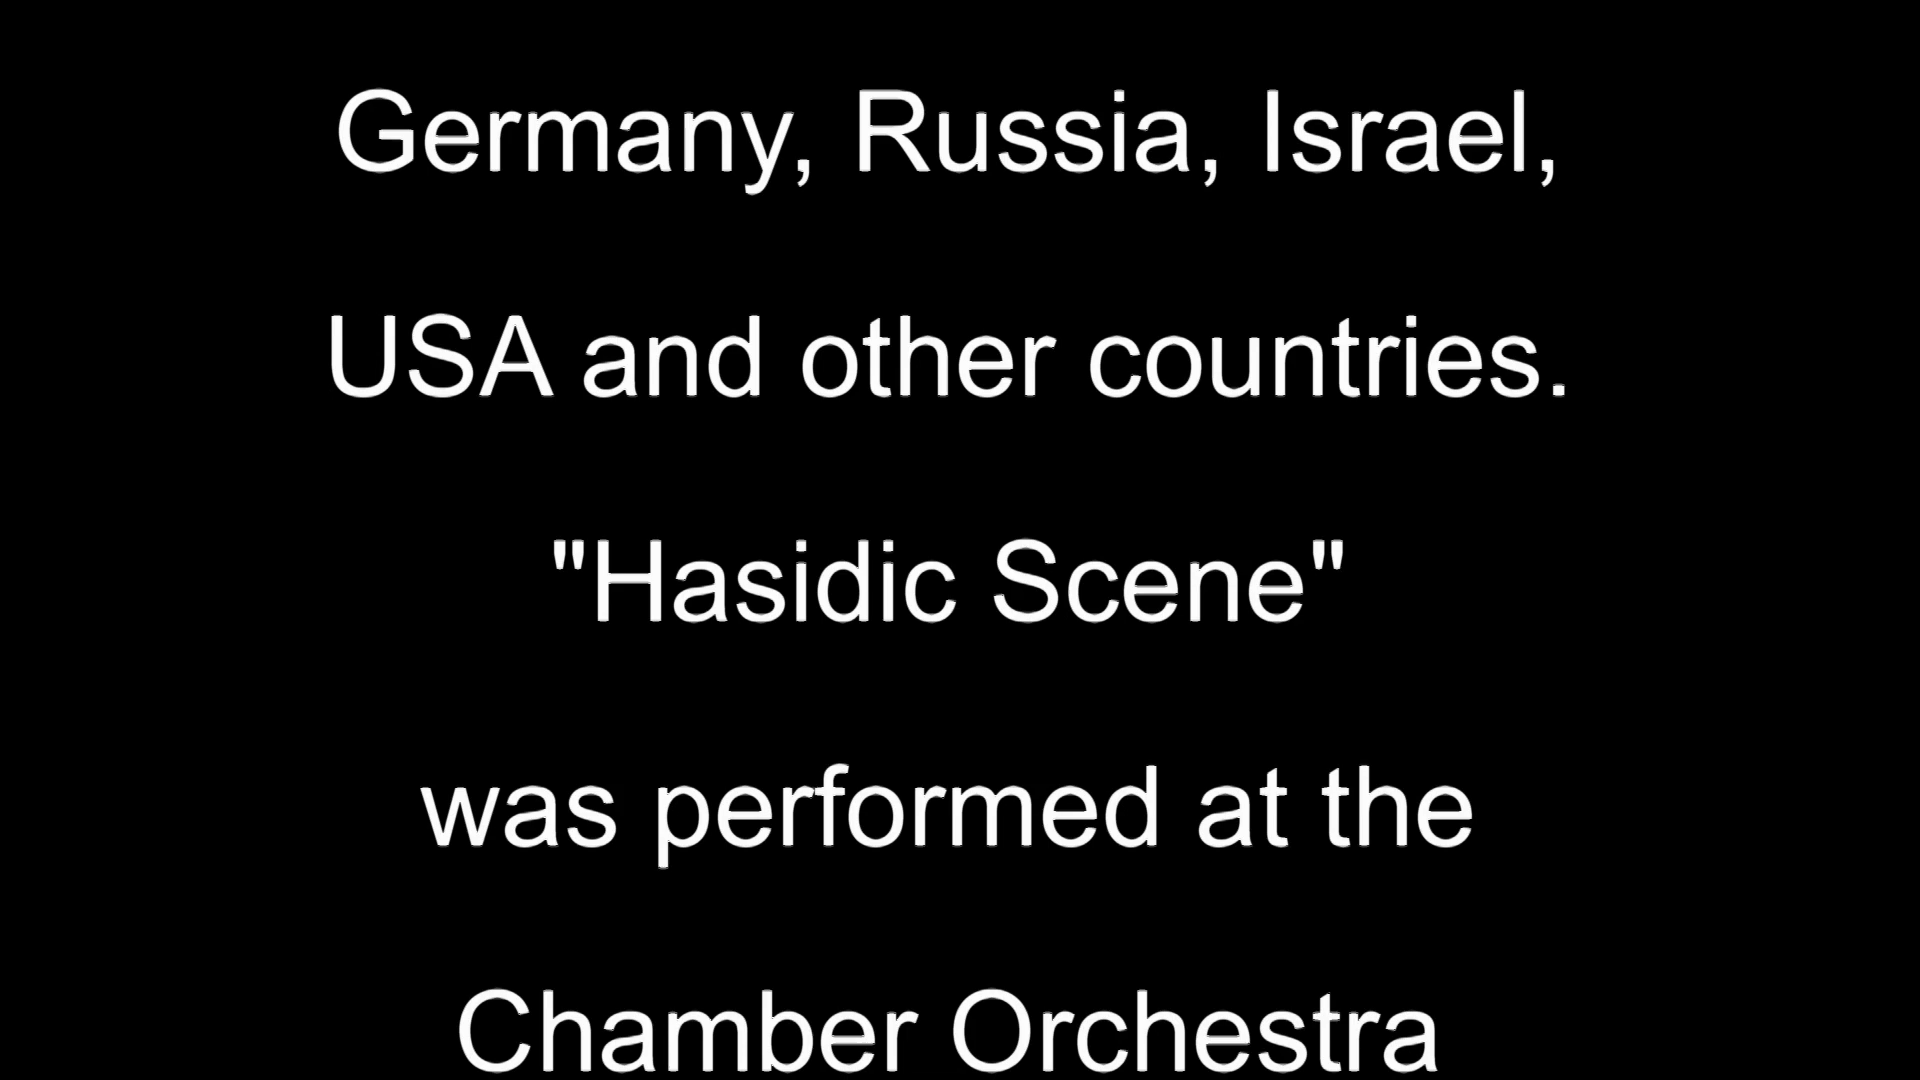 Germany, Russia, Israel,
USA and other countries.
"Hasidic Scene"
was performed at the
Chamber Orchestra